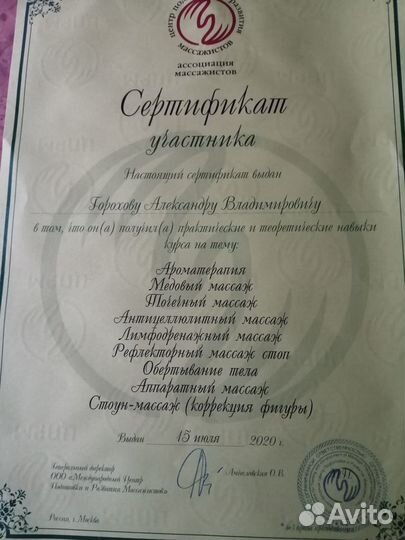 центр по развития
массажистов
АССОЦИАЦИЯ
МАССАЖИСТОВ
Сертификат
участника
Настоящий сертификат выдан
Горохову Александру Владимировичу
в том, что он(а) получил(а) практические и теоретические навыки
курса на тему:
Ароматерапия
Медовый массаж
Точечный массаж
Антицеллюлитный массаж
Лимфодренажный массаж
Рефлекторный массаж стоп
Обертывание тела
Аппаратный массаж
Стоун-массаж (коррекция фигуры)
Выдан 15 июля 2020 г.
Генеральный директор
ООО «Международный Центр
Подготовки и Развития Массажистов»
О.В.
Россия, г. Москва
Avito